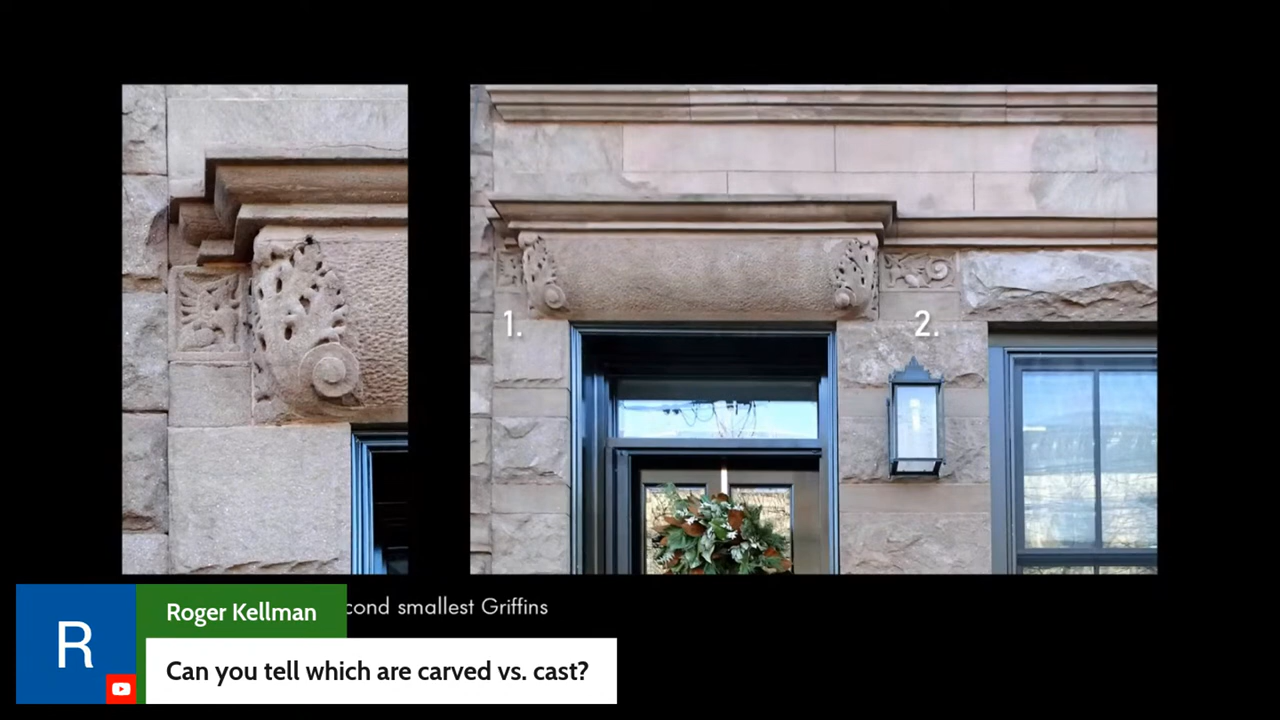 1.
2.
cond smallest Griffins
R
Roger Kellman
Can you tell which are carved vs. cast?